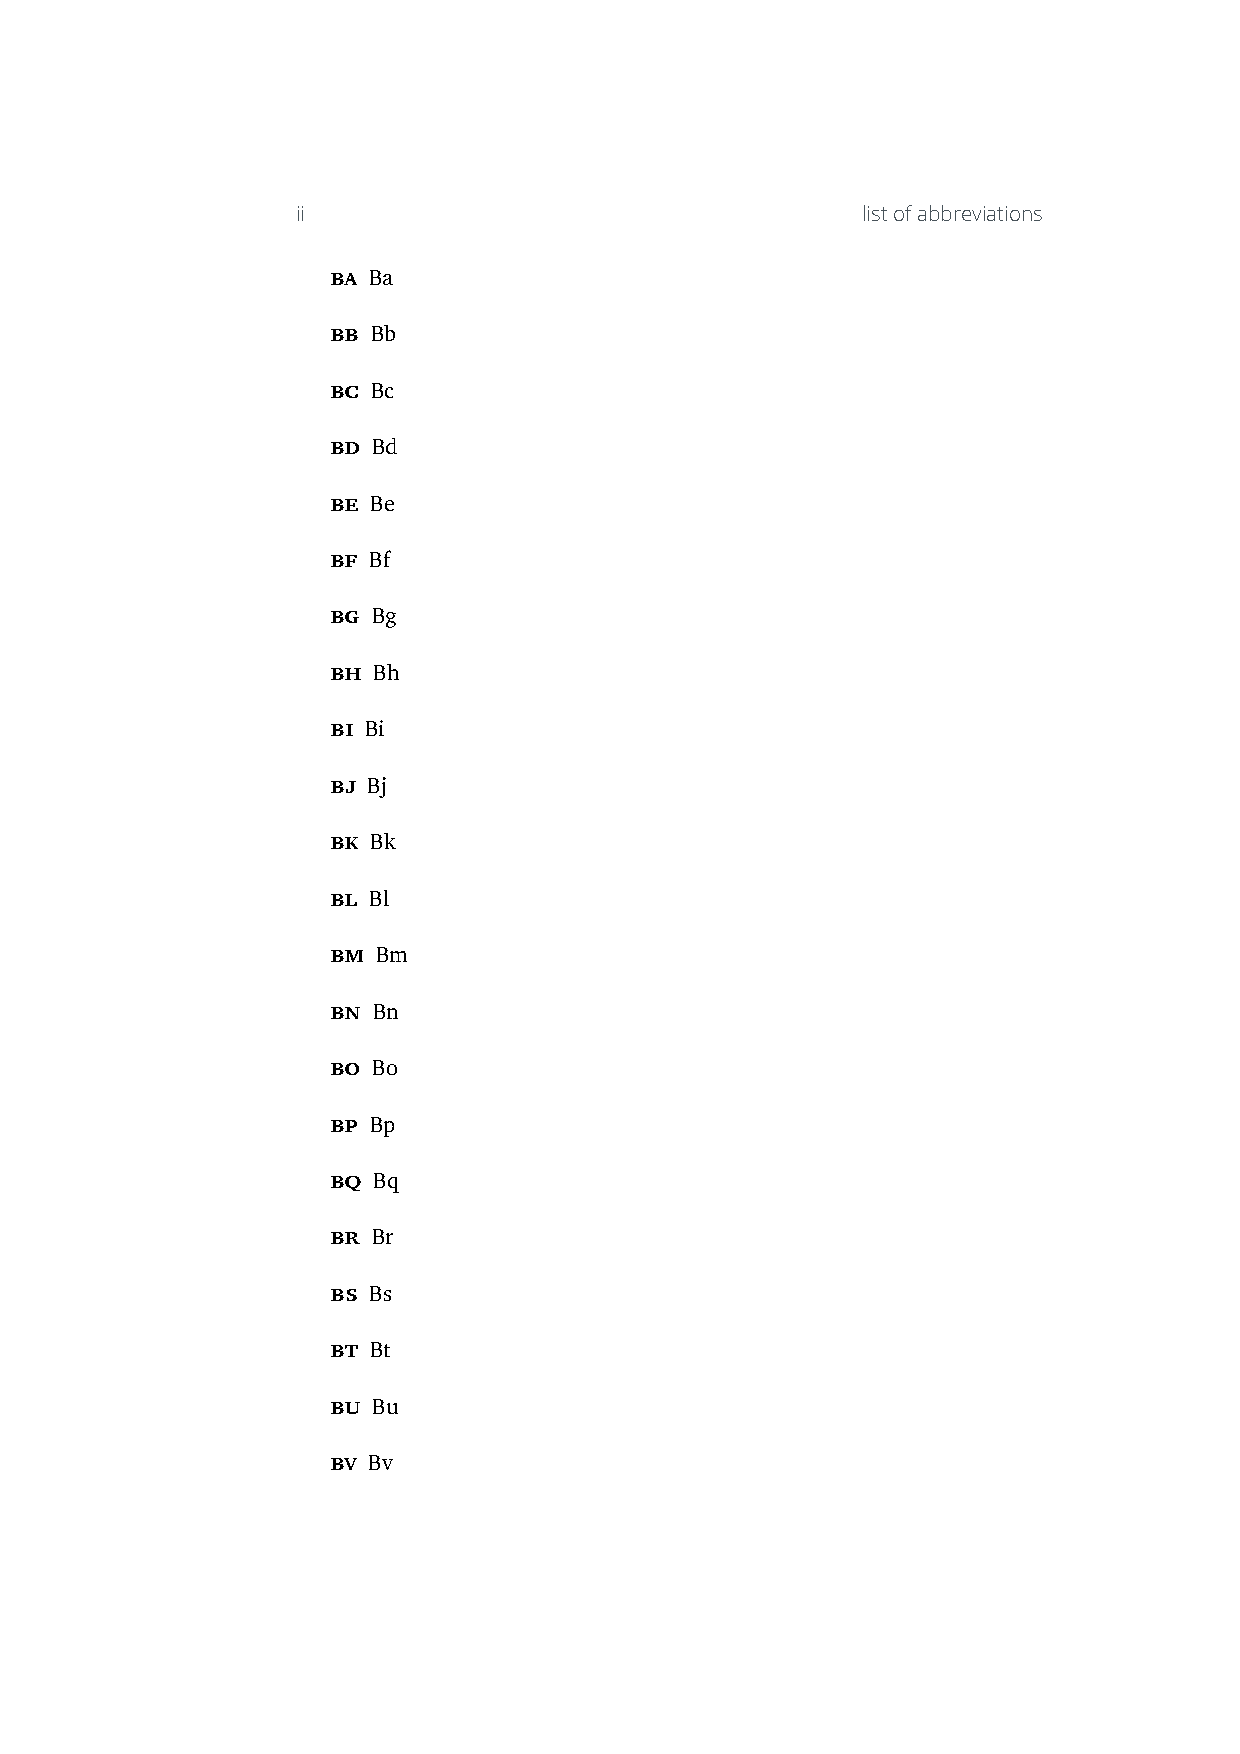 ii list of abbreviations
BA Ba
BB Bb
BC Bc
BD Bd
BE Be
BF Bf
BG Bg
BH Bh
BI Bi
BJ Bj
BK Bk
BL Bl
BM Bm
BN Bn
BO Bo
BP Bp
BQ Bq
BR Br
BS Bs
BT Bt
BU Bu
BV Bv